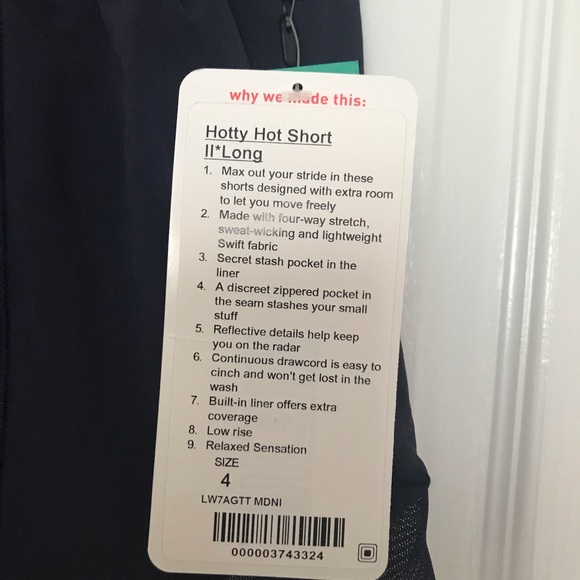 why we made this:
Hotty Hot Short
II*Long
1. Max out your stride in these
shorts designed with extra room
to let you move freely
2. Made with four-way stretch,
sweat-wicking and lightweight
Swift fabric
3. Secret stash pocket in the
liner
4. A discreet zippered pocket in
the seam stashes your small
stuff
5. Reflective details help keep
you on the radar
6. Continuous drawcord is easy to
cinch and won't get lost in the
wash
7. Built-in liner offers extra
coverage
8. Low rise
9. Relaxed Sensation
SIZE
4
LW7AGTT MDNI
000003743324